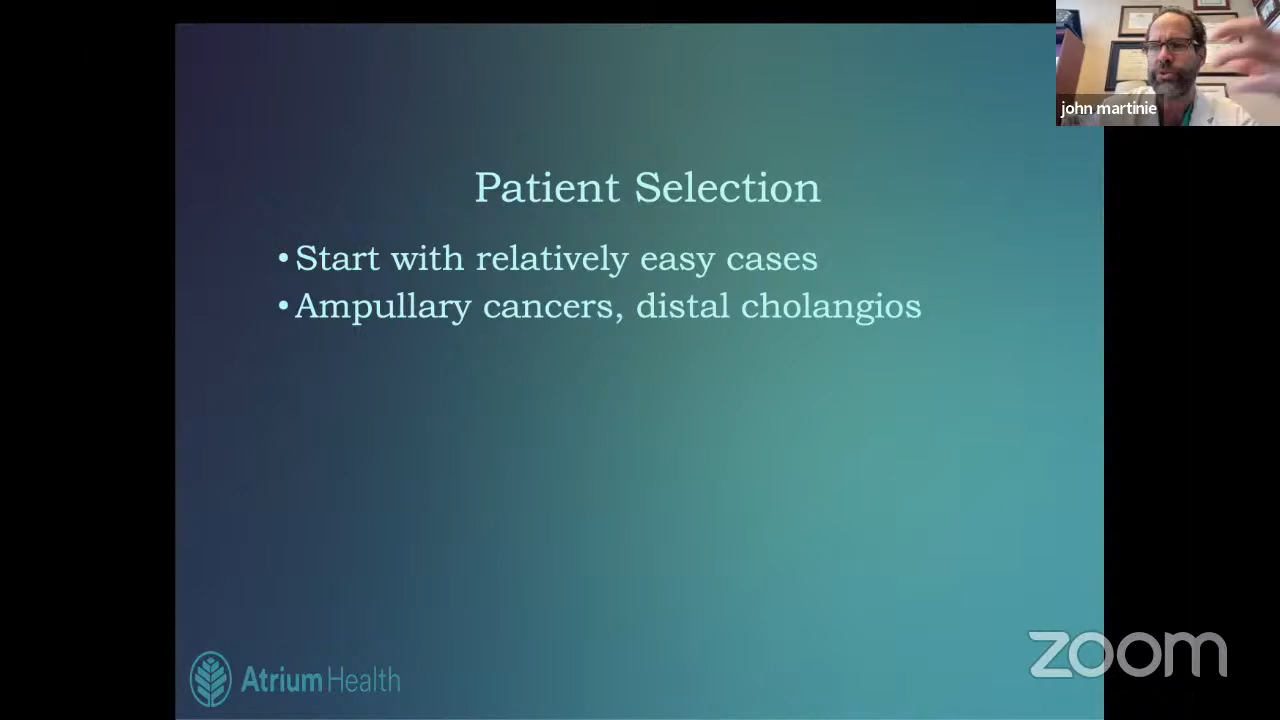 john martinie
Patient Selection
• Start with relatively easy cases
• Ampullary cancers, distal cholangios
Atrium Health
zoom